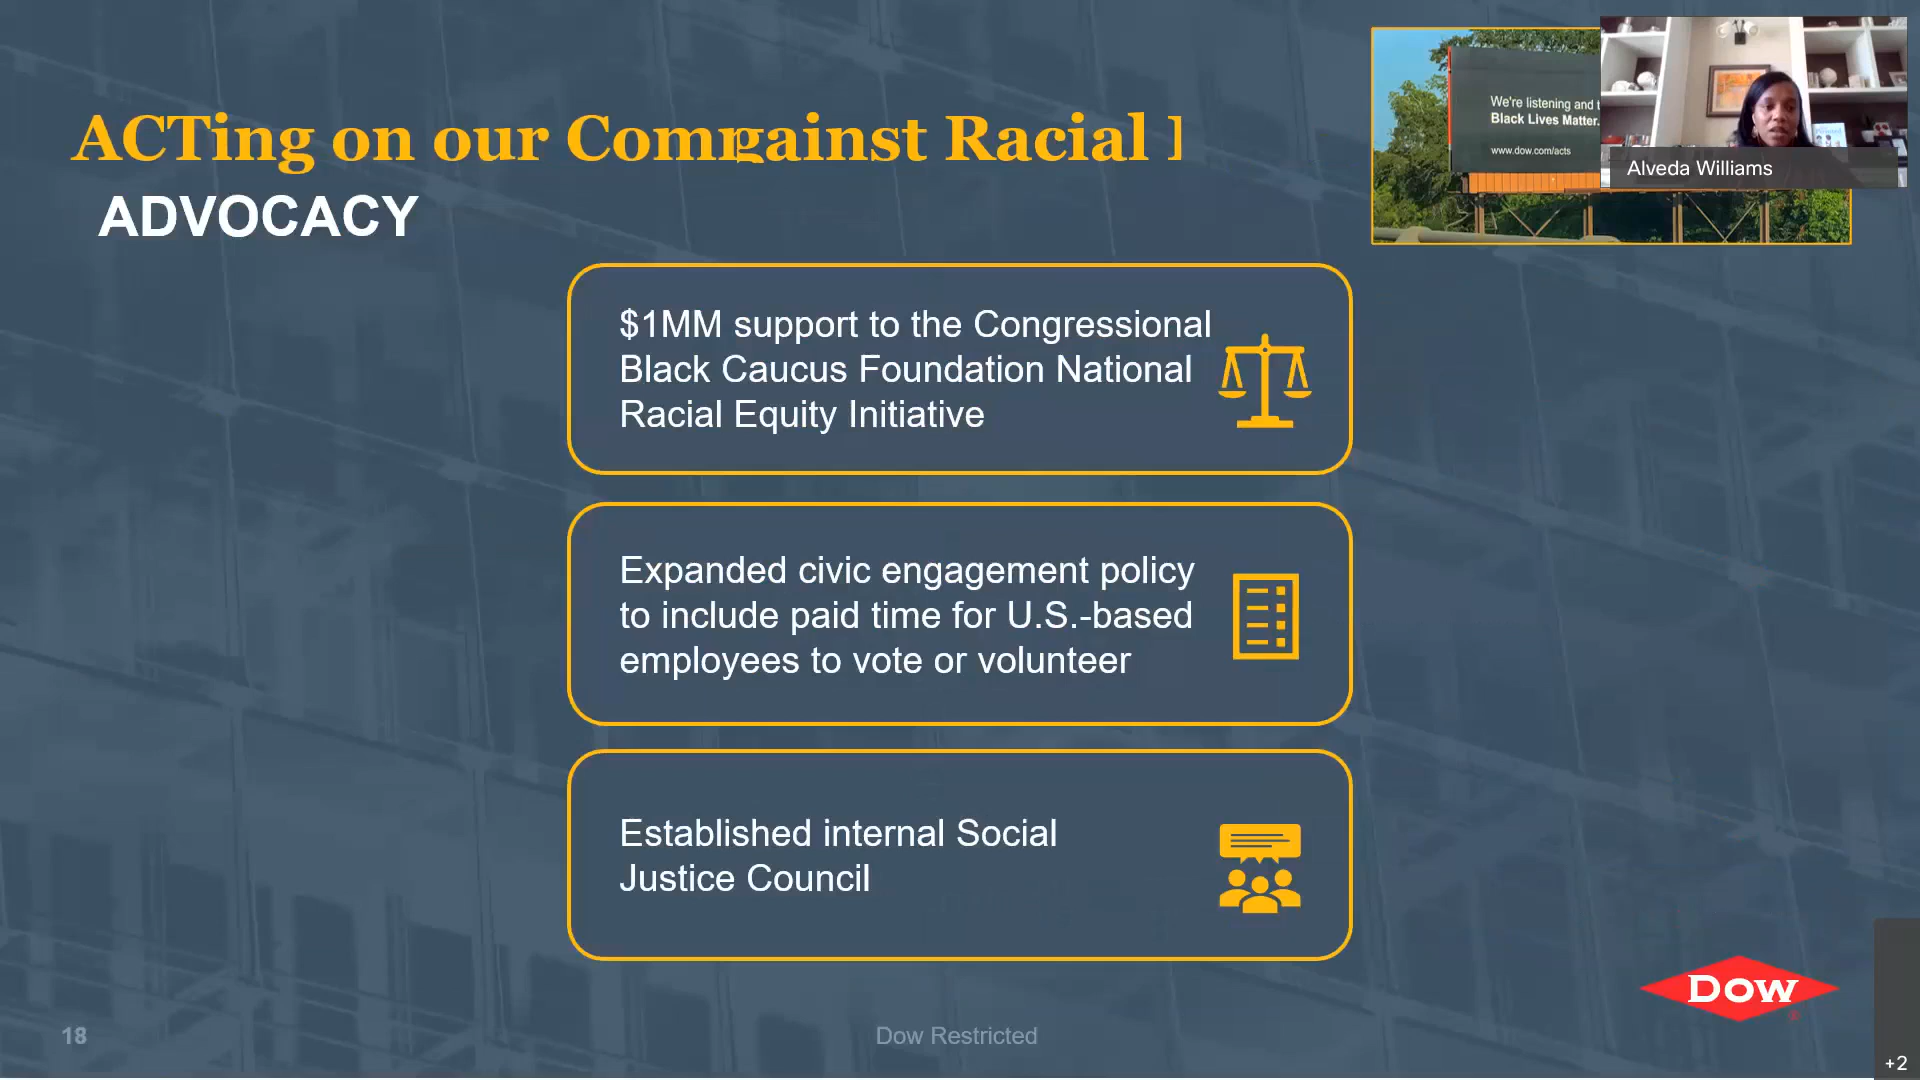 ACTing on our Comgainst Racial
ADVOCACY
We're listening and
Black Lives Matter.
www.dow.com/acts
Alveda Williams
$1MM support to the Congressional
Black Caucus Foundation National
Racial Equity Initiative
Expanded civic engagement policy
to include paid time for U.S.-based
employees to vote or volunteer
Established internal Social
Justice Council
Dow
18
Dow Restricted
+2